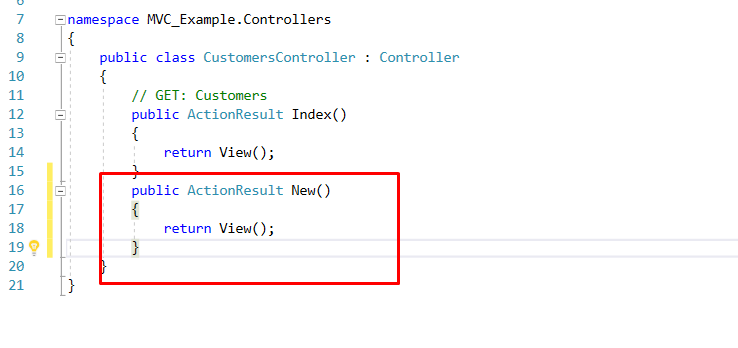 6
7 namespace MVC_Example.Controllers
8 {
9 public class CustomersController : Controller
10 {
11 // GET: Customers
12 public ActionResult Index()
13 {
14 return View();
15 }
16 public ActionResult New()
17 {
18 return View();
19 }
20 }
21 }